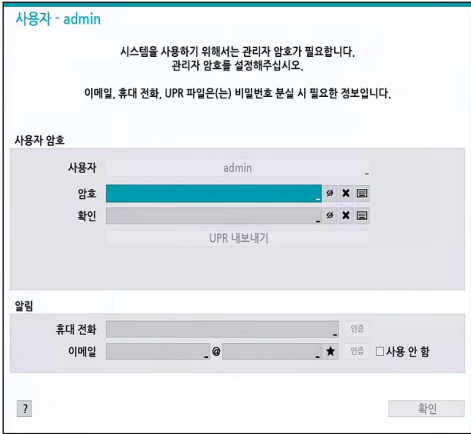 사용자 - admin
시스템을 사용하기 위해서는 관리자 암호가 필요합니다.
관리자 암호를 설정해주십시오.
이메일, 휴대 전화, UPR 파일은(는) 비밀번호 분실 시 필요한 정보입니다.
사용자 암호
사용자 admin
암호
확인
UPR 내보내기
알림
휴대 전화 인증
이메일 @ 인증 사용 안 함
? 확인